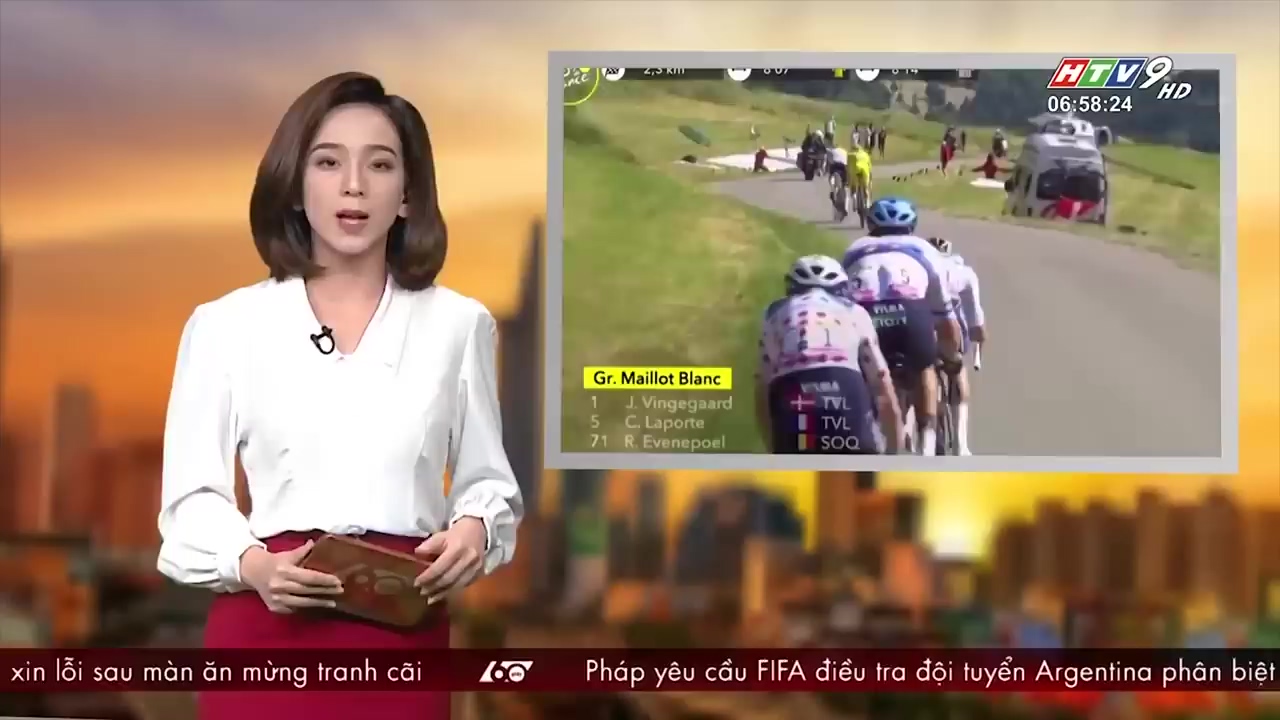 HTV9
HD
06:58:24
2,3 km
Gr. Maillot Blanc
1 J. Vingegaard TVL
5 C. Laporte TVL
71 R. Evenepoel SOQ
xin lỗi sau màn ăn mừng tranh cãi
60
Pháp yêu cầu FIFA điều tra đội tuyển Argentina phân biệt